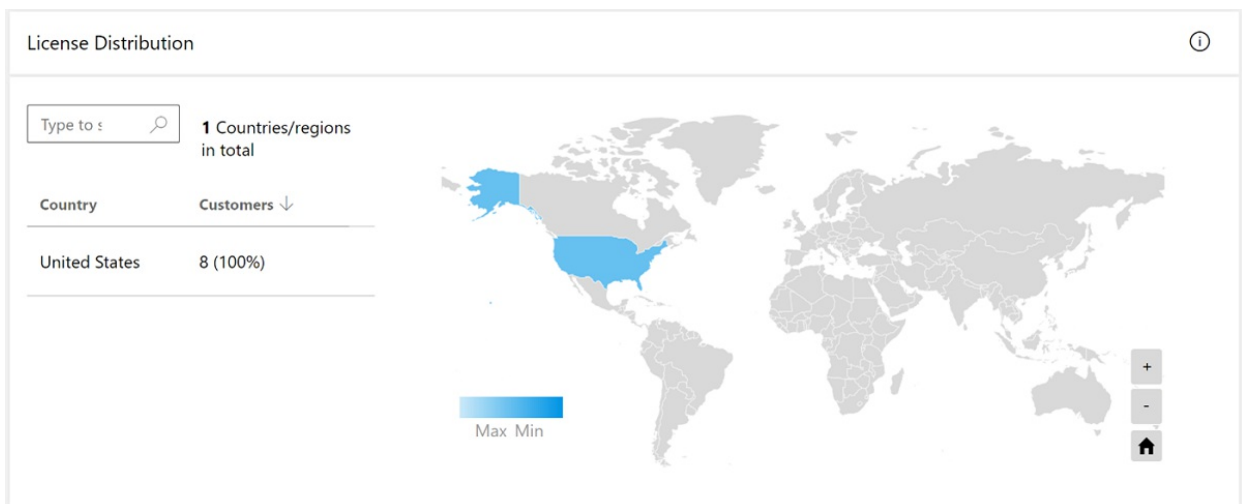 License Distribution
Type to s
1 Countries/regions
in total
Country Customers ↓
United States 8 (100%)
+
-
Max Min